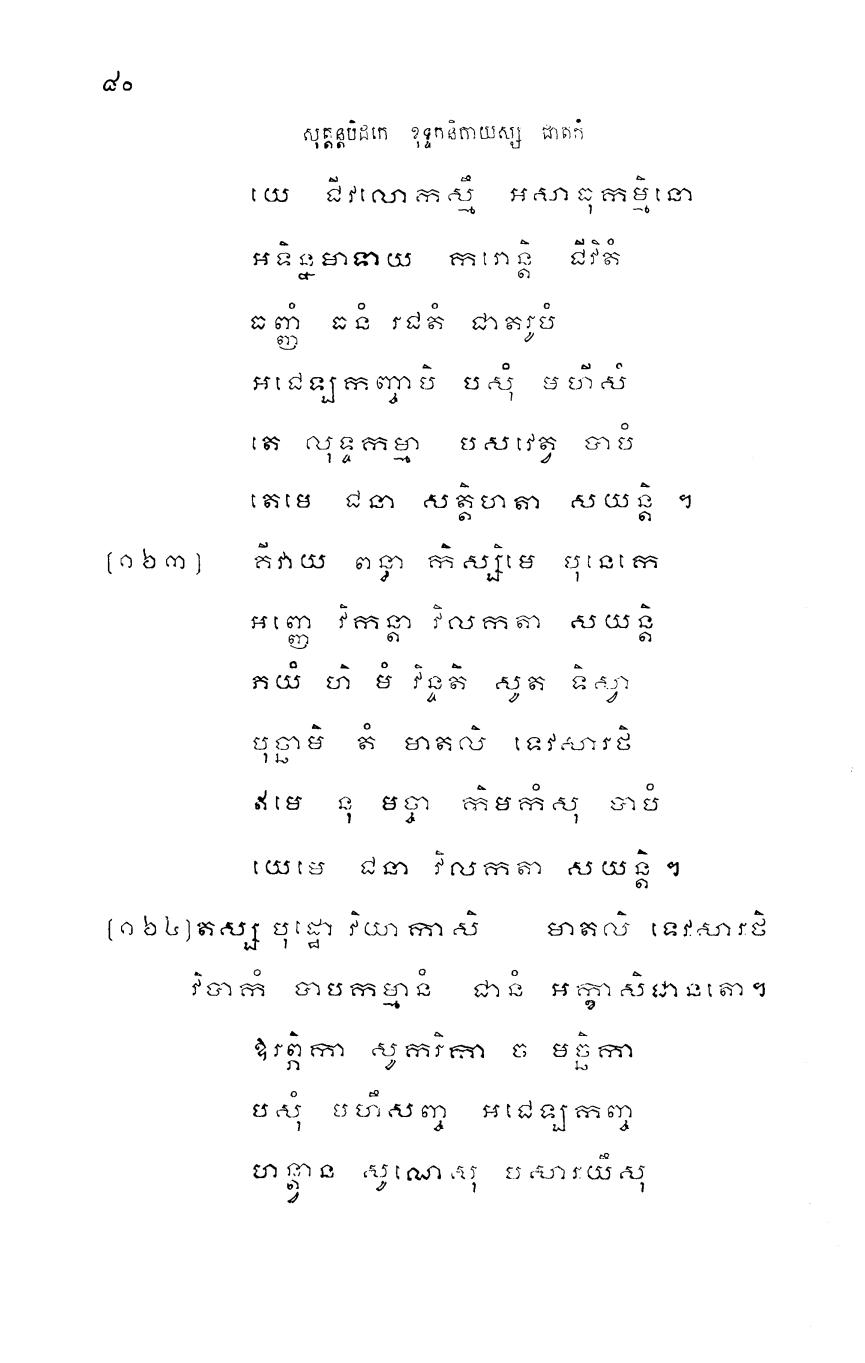 ៨០
សុត្តន្តបិដកេ ខុទ្ទកនិកាយស្ស ជាតកំ
យេ ជីវលោកស្មឹ អសាធុកម្មិនោ
អទិន្នមាទាយ ករោន្តិ ជីវិតំ
ធញ្ញំ ធនំ រជតំ ជាតរូបំ
អជេឡកញ្ចាបិ បសុំ មហឹសំ
តេ លុទ្ទកម្មា បសវេត្វ បាបំ
តេមេ ជនា សត្តិហតា សយន្តិ ។
(១៦៣) គីវាយ ពន្ធា កិស្សិមេ បុនេកេ
អញ្ញេ វិកន្តា វិលកតា សយន្តិ
ភយំ ហិ មំ វិន្ទតិ សូត ទិស្វា
បុច្ឆាមិ តំ មាតលិ ទេវសារថិ
ឥមេ នុ មច្ចា កិមកំសុ បាបំ
យេមេ ជនា វិលកតា សយន្តិ ។
(១៦៤) តស្ស បុដ្ឋោ វិយាកាសិ មាតលិ ទេវសារថិ
វិបាកំ បាបកម្មានំ ជានំ អក្ខាសិជានតោ ។
ឱរព្ភិកា សូករិកា ច មច្ឆិកា
បសុំ មហឹសញ្ច អជេឡកញ្ច
ហន្ត្វាន សូណេសុ បសារយឹសុ